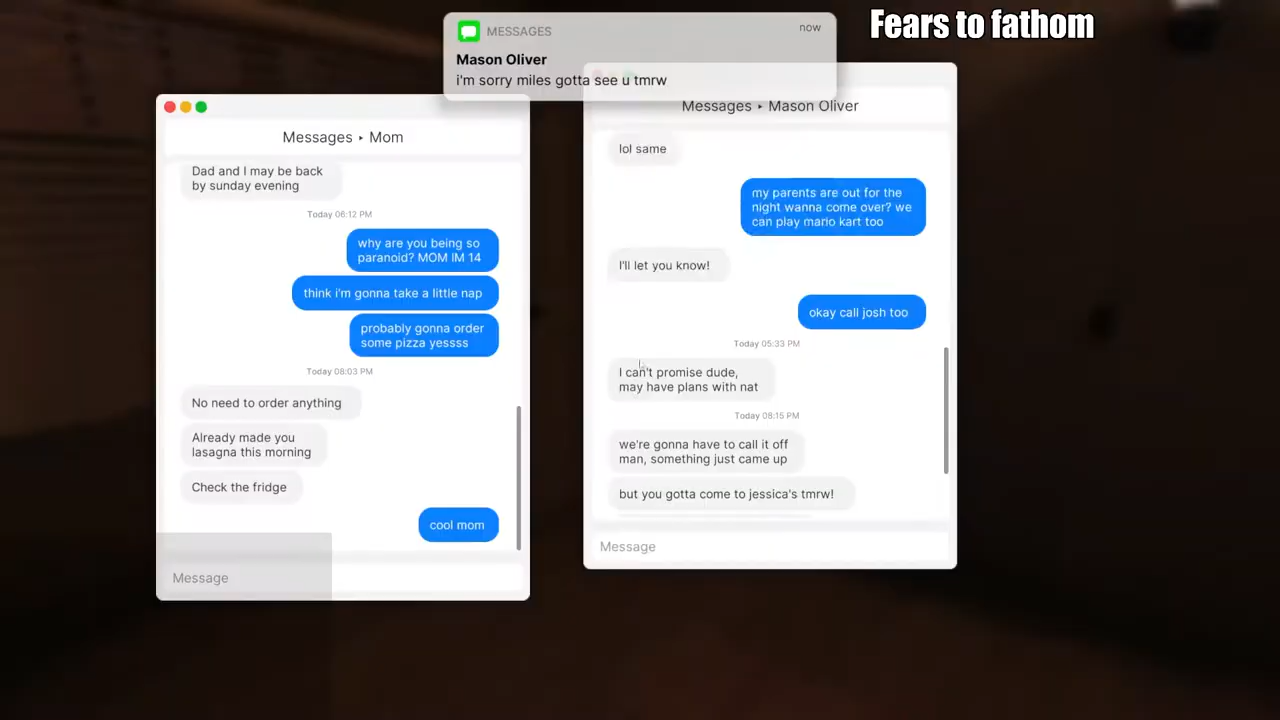 Fears to fathom
MESSAGES
now
Mason Oliver
i'm sorry miles gotta see u tmrw
Messages ‣ Mom
Dad and I may be back
by sunday evening
Today 06:12 PM
why are you being so
paranoid? MOM IM 14
think i'm gonna take a little nap
probably gonna order
some pizza yessss
Today 08:03 PM
No need to order anything
Already made you
lasagna this morning
Check the fridge
cool mom
Message
Messages ‣ Mason Oliver
lol same
my parents are out for the
night wanna come over? we
can play mario kart too
I'll let you know!
okay call josh too
Today 05:33 PM
I can't promise dude,
may have plans with nat
Today 08:15 PM
we're gonna have to call it off
man, something just came up
but you gotta come to jessica's tmrw!
Message